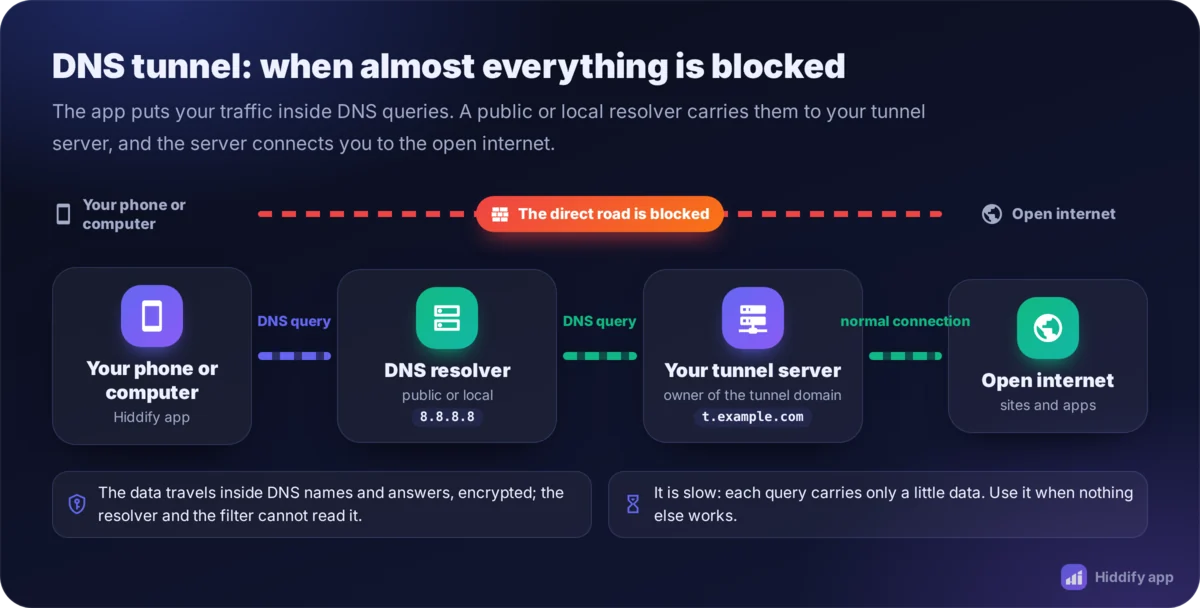 DNS tunnel: when almost everything is blocked
The app puts your traffic inside DNS queries. A public or local resolver carries them to your tunnel
server, and the server connects you to the open internet.
Your phone or
computer
The direct road is blocked
Open internet
DNS query
DNS query
normal connection
Your phone or
computer
Hiddify app
DNS resolver
public or local
8.8.8.8
Your tunnel server
owner of the tunnel domain
t.example.com
Open internet
sites and apps
The data travels inside DNS names and answers, encrypted; the
resolver and the filter cannot read it.
It is slow: each query carries only a little data. Use it when nothing
else works.
Hiddify app